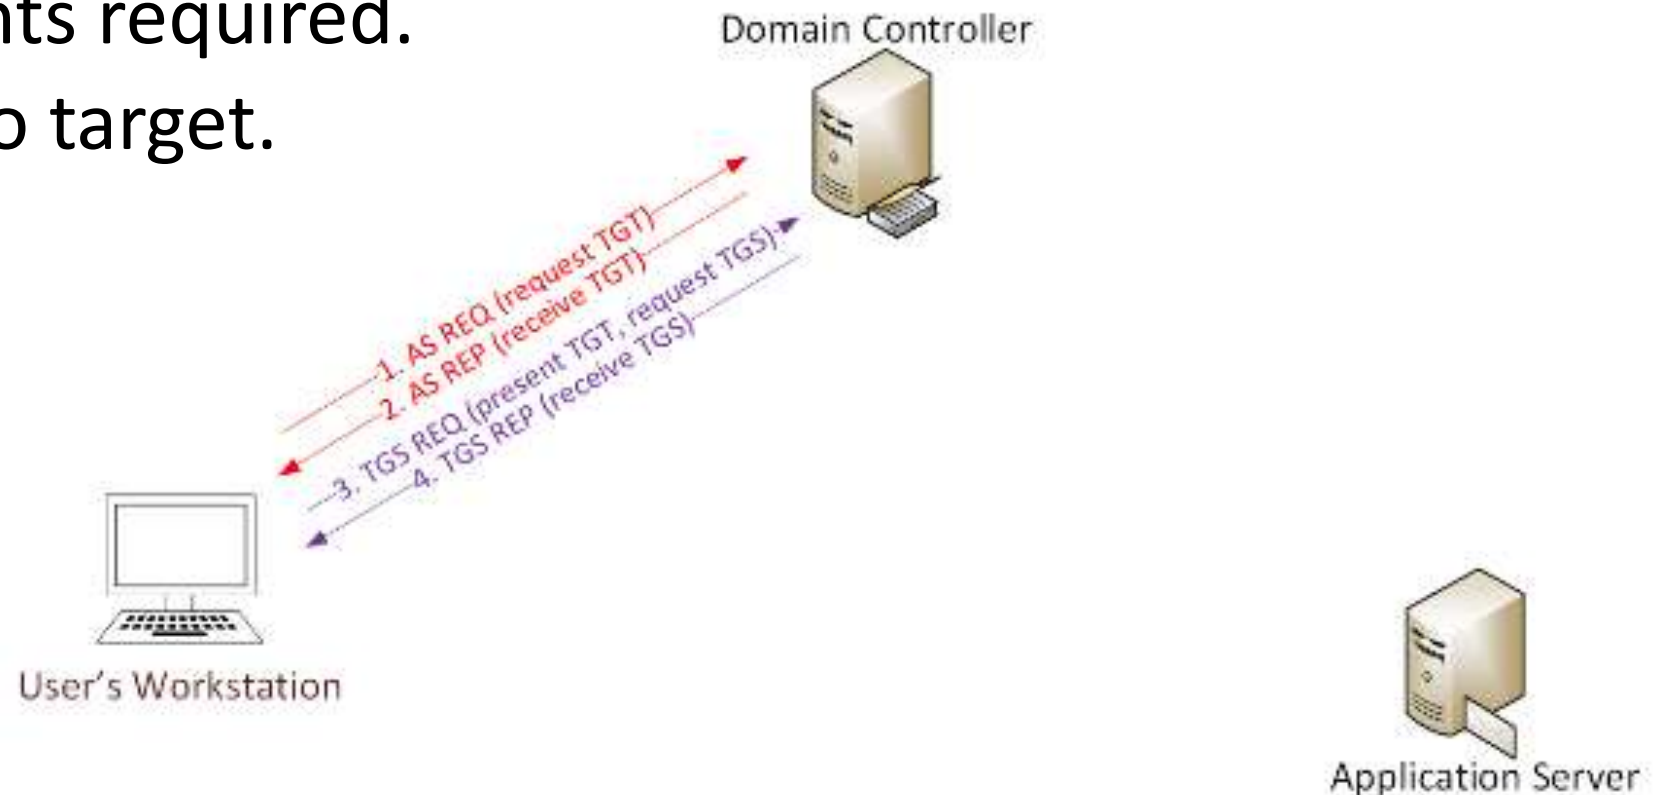 nts required.
o target.
Domain Controller
1. AS REQ (request TGT)
2. AS REP (receive TGT)
3. TGS REQ (present TGT, request TGS)
4. TGS REP (receive TGS)
User's Workstation
Application Server